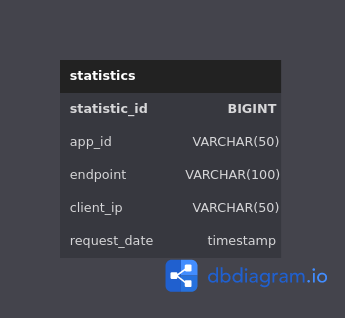 statistics
statistic_id BIGINT
app_id VARCHAR(50)
endpoint VARCHAR(100)
client_ip VARCHAR(50)
request_date timestamp
dbdiagram.io